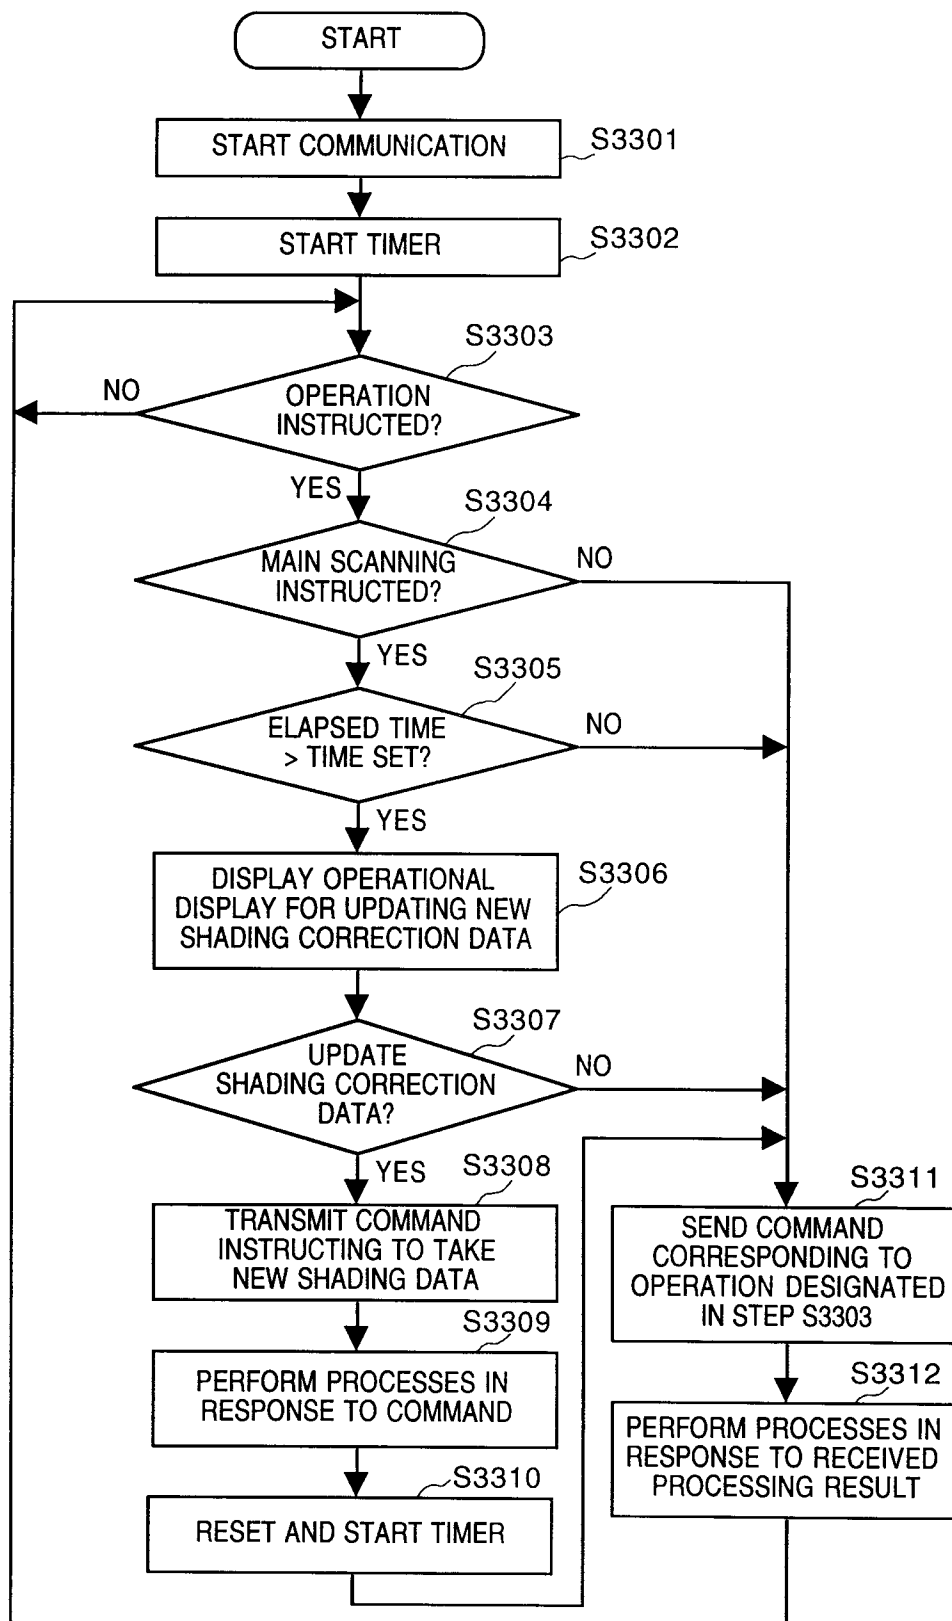 START
START COMMUNICATION
S3301
START TIMER
S3302
S3303
NO
OPERATION
INSTRUCTED?
YES
S3304
MAIN SCANNING
INSTRUCTED?
NO
YES
S3305
ELAPSED TIME
> TIME SET?
NO
YES
DISPLAY OPERATIONAL
DISPLAY FOR UPDATING NEW
SHADING CORRECTION DATA
S3306
S3307
UPDATE
SHADING CORRECTION
DATA?
NO
YES
S3308
TRANSMIT COMMAND
INSTRUCTING TO TAKE
NEW SHADING DATA
S3309
PERFORM PROCESSES IN
RESPONSE TO COMMAND
S3310
RESET AND START TIMER
S3311
SEND COMMAND
CORRESPONDING TO
OPERATION DESIGNATED
IN STEP S3303
S3312
PERFORM PROCESSES IN
RESPONSE TO RECEIVED
PROCESSING RESULT